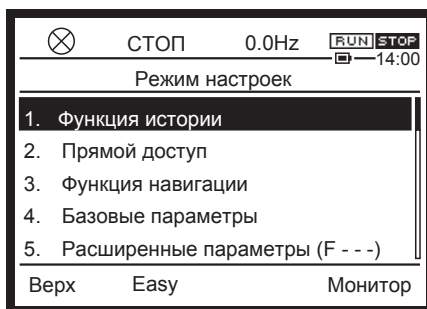 СТОП 0.0Hz RUN STOP
14:00
Режим настроек
1. Функция истории
2. Прямой доступ
3. Функция навигации
4. Базовые параметры
5. Расширенные параметры (F - - -)
Верх Easy Монитор